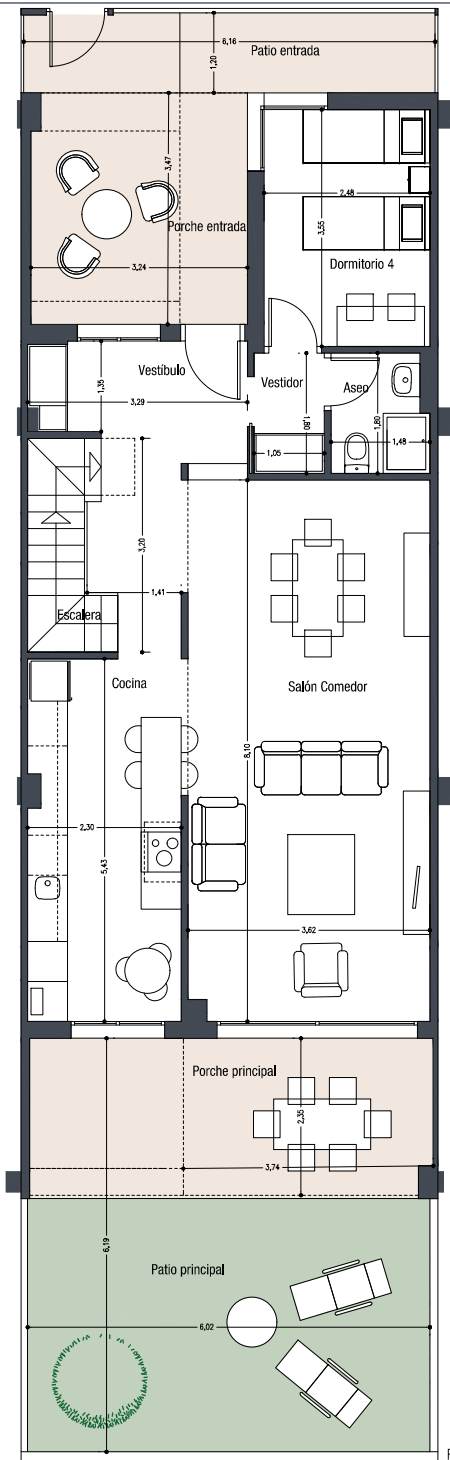 6,16
Patio entrada
1,20
3,47
Porche entrada
3,24
2,48
3,55
Dormitorio 4
Vestíbulo
1,35
3,29
Vestidor
Aseo
1,80
1,80
1,48
1,05
3,20
1,41
Escalera
Cocina
Salón Comedor
8,10
2,30
5,43
3,62
Porche principal
2,35
3,74
6,19
Patio principal
6,02